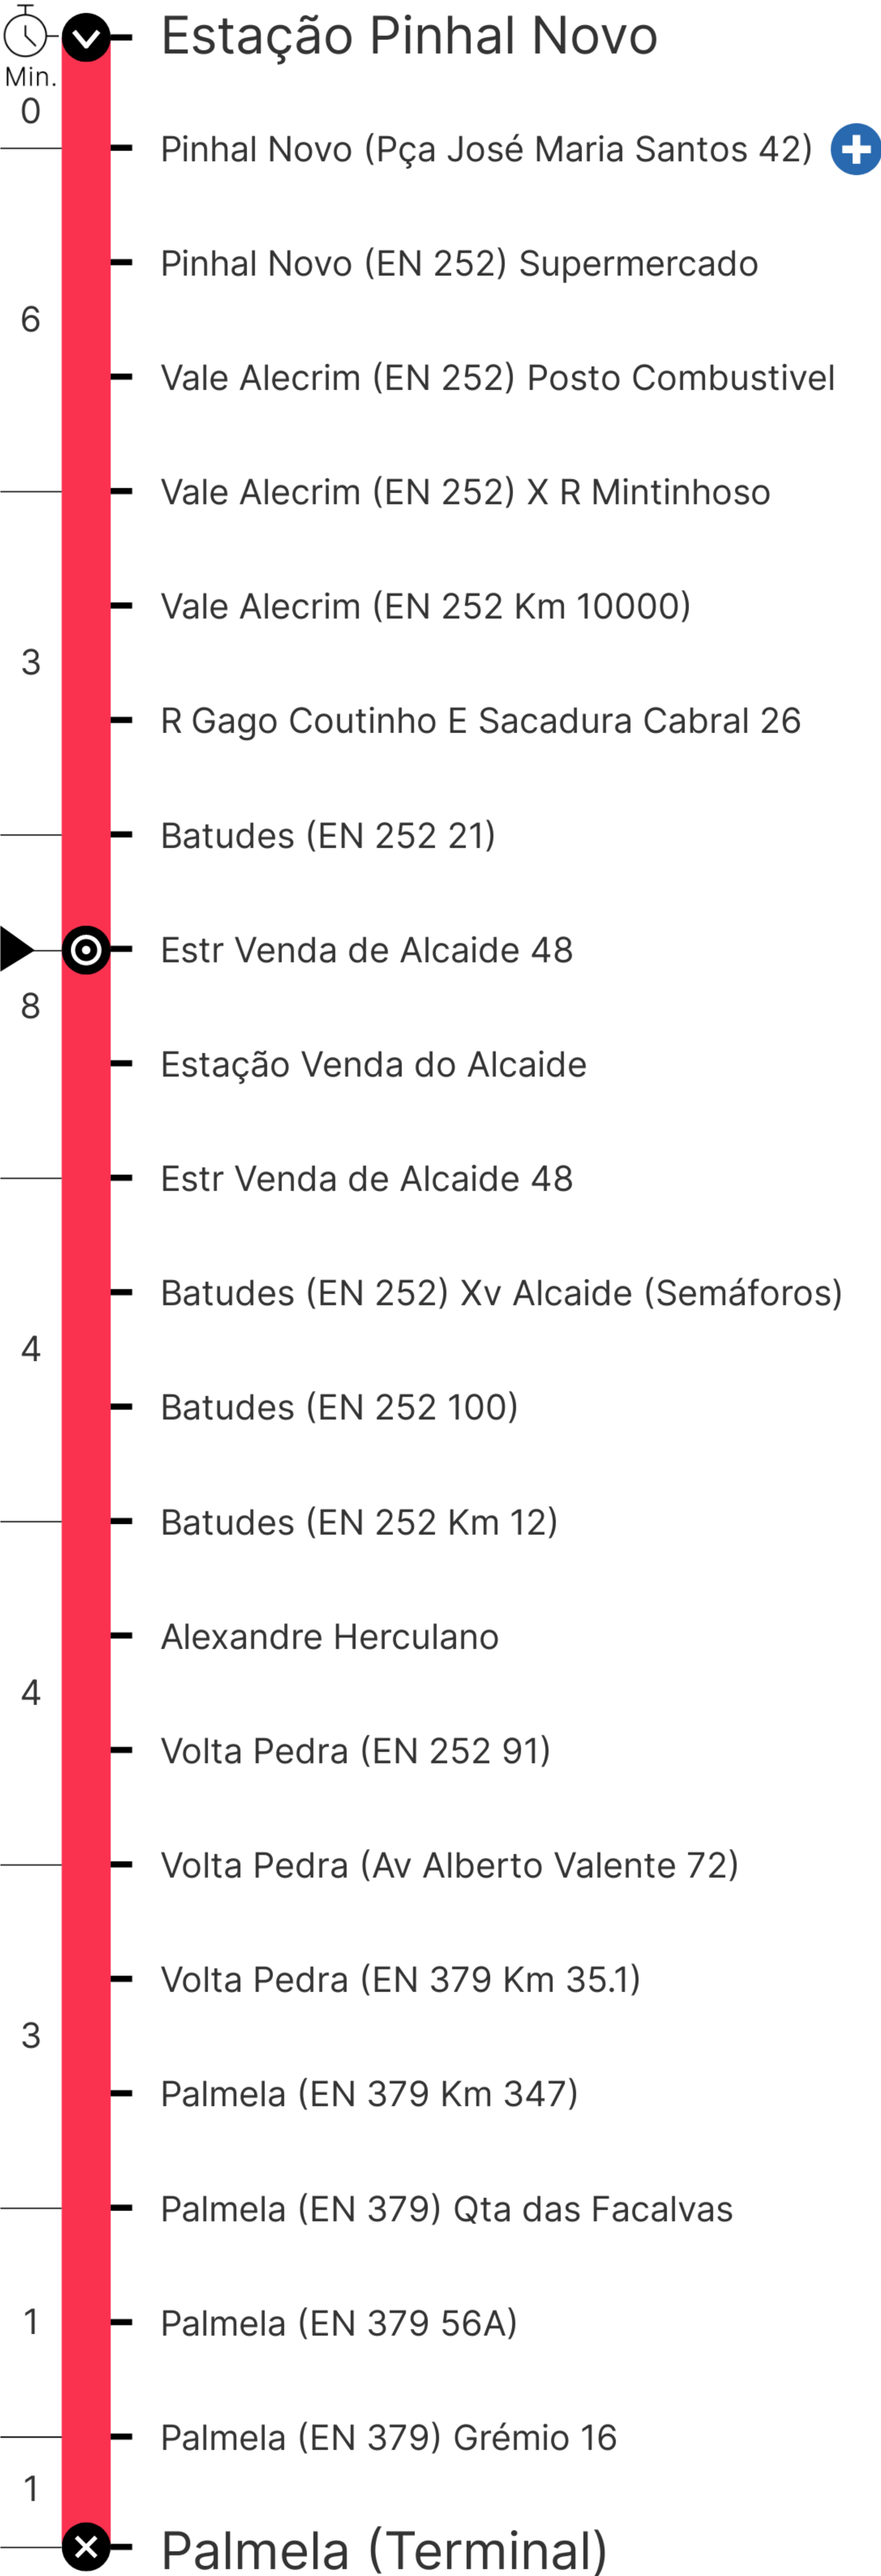 Estação Pinhal Novo
Min.
0
Pinhal Novo (Pça José Maria Santos 42)
Pinhal Novo (EN 252) Supermercado
6
Vale Alecrim (EN 252) Posto Combustivel
Vale Alecrim (EN 252) X R Mintinhoso
Vale Alecrim (EN 252 Km 10000)
3
R Gago Coutinho E Sacadura Cabral 26
Batudes (EN 252 21)
Estr Venda de Alcaide 48
8
Estação Venda do Alcaide
Estr Venda de Alcaide 48
Batudes (EN 252) Xv Alcaide (Semáforos)
4
Batudes (EN 252 100)
Batudes (EN 252 Km 12)
Alexandre Herculano
4
Volta Pedra (EN 252 91)
Volta Pedra (Av Alberto Valente 72)
Volta Pedra (EN 379 Km 35.1)
3
Palmela (EN 379 Km 347)
Palmela (EN 379) Qta das Facalvas
1
Palmela (EN 379 56A)
Palmela (EN 379) Grémio 16
1
Palmela (Terminal)